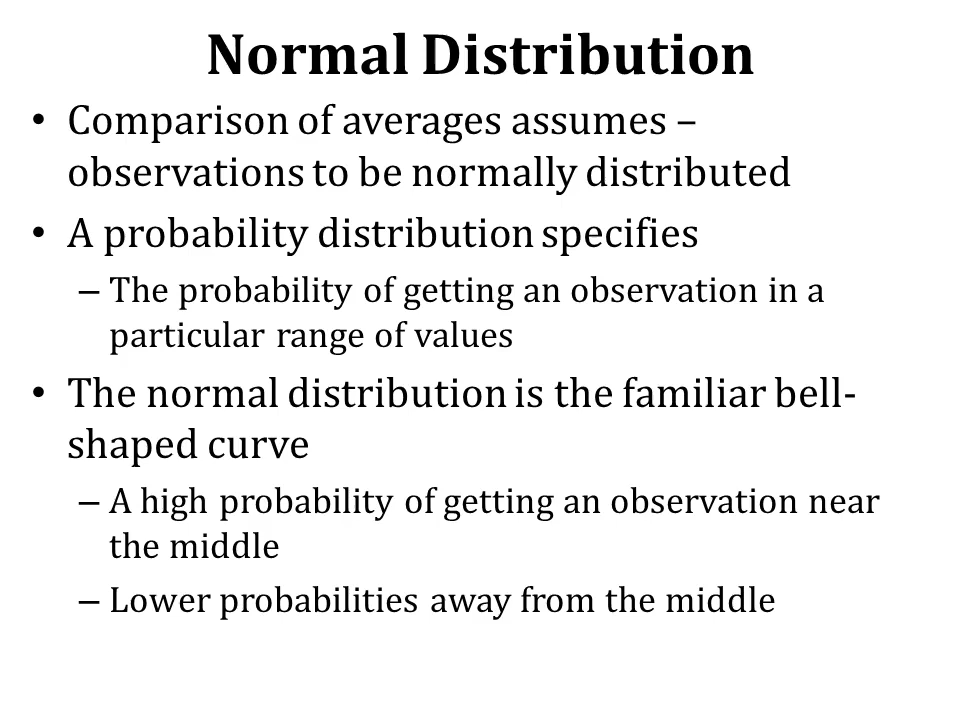 Normal Distribution
• Comparison of averages assumes –
observations to be normally distributed
• A probability distribution specifies
– The probability of getting an observation in a
particular range of values
• The normal distribution is the familiar bell-
shaped curve
– A high probability of getting an observation near
the middle
– Lower probabilities away from the middle